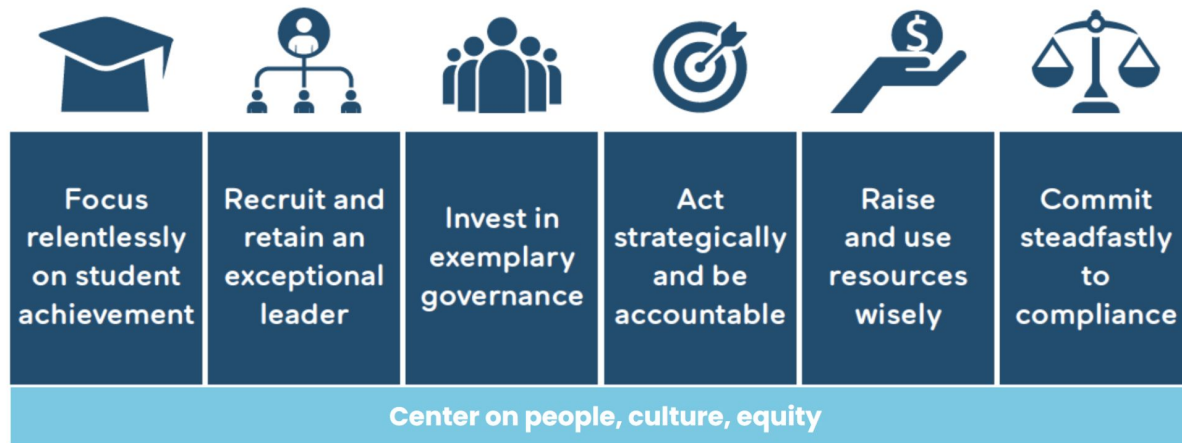 $
Focus
relentlessly
on student
achievement
Recruit and
retain an
exceptional
leader
Invest in
exemplary
governance
Act
strategically
and be
accountable
Raise
and use
resources
wisely
Commit
steadfastly
to
compliance
Center on people, culture, equity